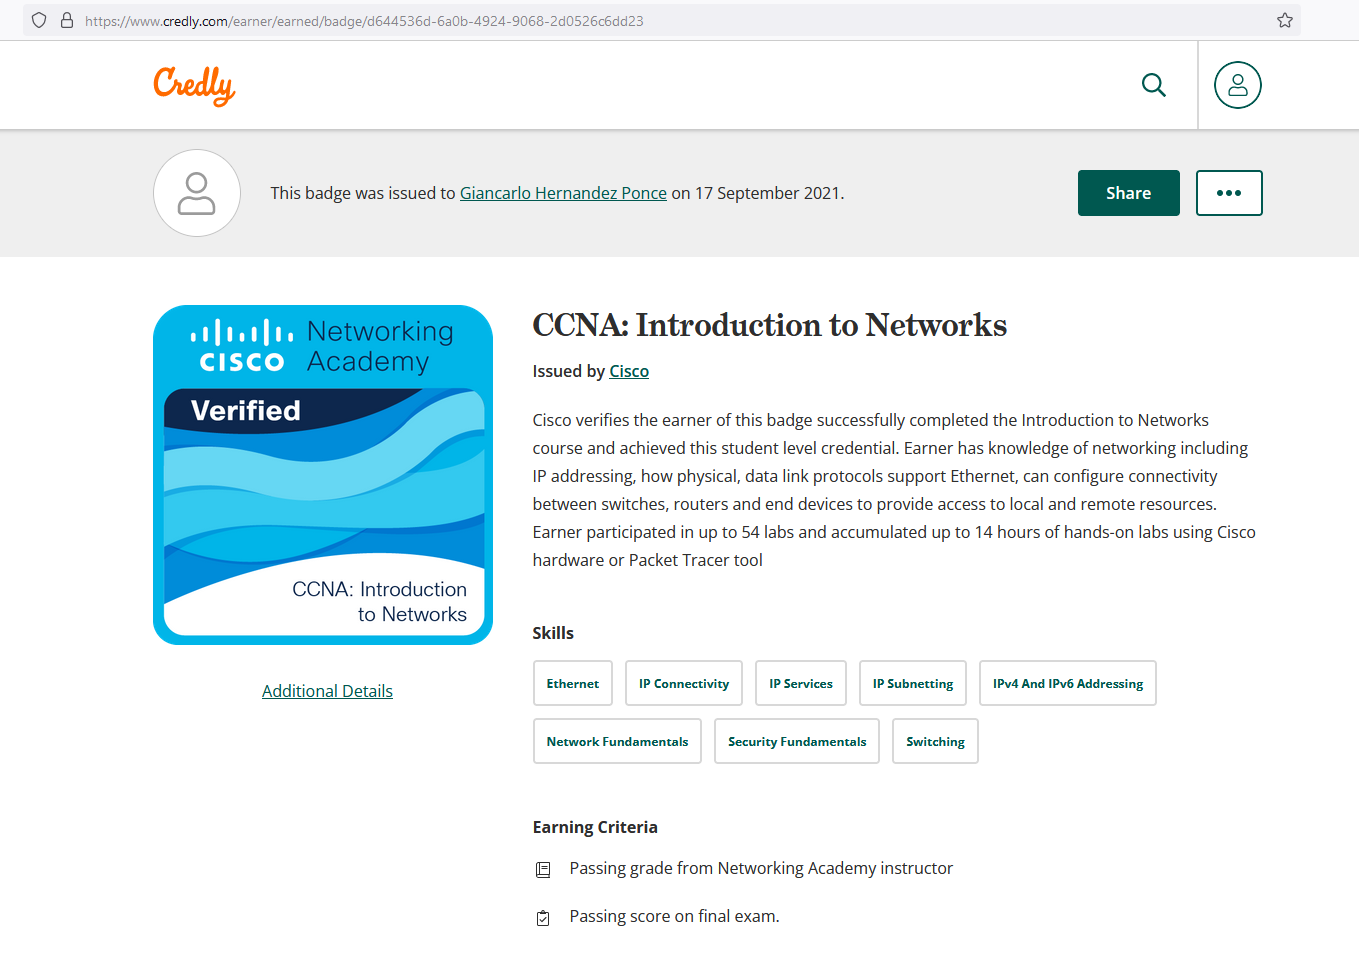 https://www.credly.com/earner/earned/badge/d644536d-6a0b-4924-9068-2d0526c6dd23
Credly
This badge was issued to Giancarlo Hernandez Ponce on 17 September 2021.
Share
•••
Networking
Academy
CISCO
Verified
CCNA: Introduction
to Networks
Additional Details
CCNA: Introduction to Networks
Issued by Cisco
Cisco verifies the earner of this badge successfully completed the Introduction to Networks
course and achieved this student level credential. Earner has knowledge of networking including
IP addressing, how physical, data link protocols support Ethernet, can configure connectivity
between switches, routers and end devices to provide access to local and remote resources.
Earner participated in up to 54 labs and accumulated up to 14 hours of hands-on labs using Cisco
hardware or Packet Tracer tool
Skills
Ethernet
IP Connectivity
IP Services
IP Subnetting
IPv4 And IPv6 Addressing
Network Fundamentals
Security Fundamentals
Switching
Earning Criteria
Passing grade from Networking Academy instructor
Passing score on final exam.